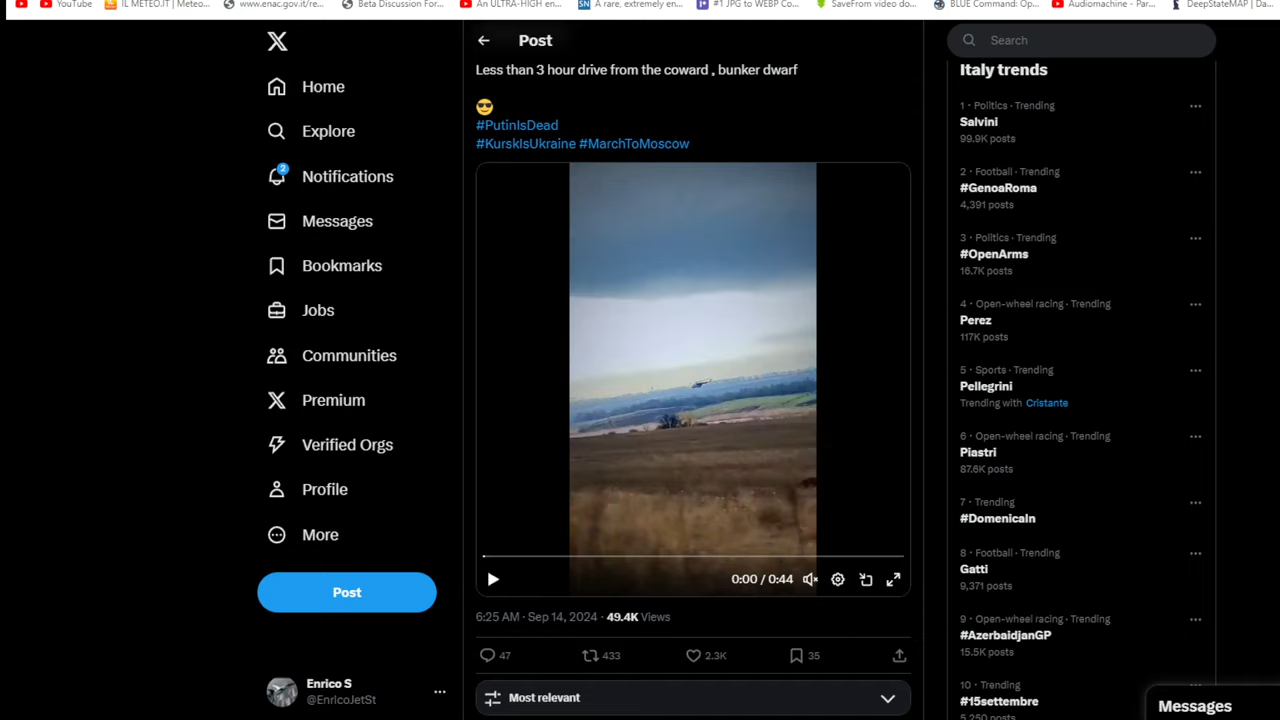 YouTube
IL METEO.IT | Meteo...
www.enac.gov.it/re...
Beta Discussion For...
An ULTRA-HIGH en...
A rare, extremely en...
#1 JPG to WEBP Co...
SaveFrom video do...
BLUE Command: Op...
Audiomachine - Par...
DeepStateMAP | Da...
Home
Explore
2
Notifications
Messages
Bookmarks
Jobs
Communities
Premium
Verified Orgs
Profile
More
Post
Enrico S
@EnricoJetSt
Post
Less than 3 hour drive from the coward , bunker dwarf
#PutinIsDead
#KurskIsUkraine #MarchToMoscow
0:00 / 0:44
6:25 AM · Sep 14, 2024 · 49.4K Views
47
433
2.3K
35
Most relevant
Search
Italy trends
1 · Politics · Trending
Salvini
99.9K posts
2 · Football · Trending
#GenoaRoma
4,391 posts
3 · Politics · Trending
#OpenArms
16.7K posts
4 · Open-wheel racing · Trending
Perez
117K posts
5 · Sports · Trending
Pellegrini
Trending with Cristante
6 · Open-wheel racing · Trending
Piastri
87.6K posts
7 · Trending
#DomenicaIn
8 · Football · Trending
Gatti
9,371 posts
9 · Open-wheel racing · Trending
#AzerbaidjanGP
15.5K posts
10 · Trending
#15settembre
5,250 posts
Messages